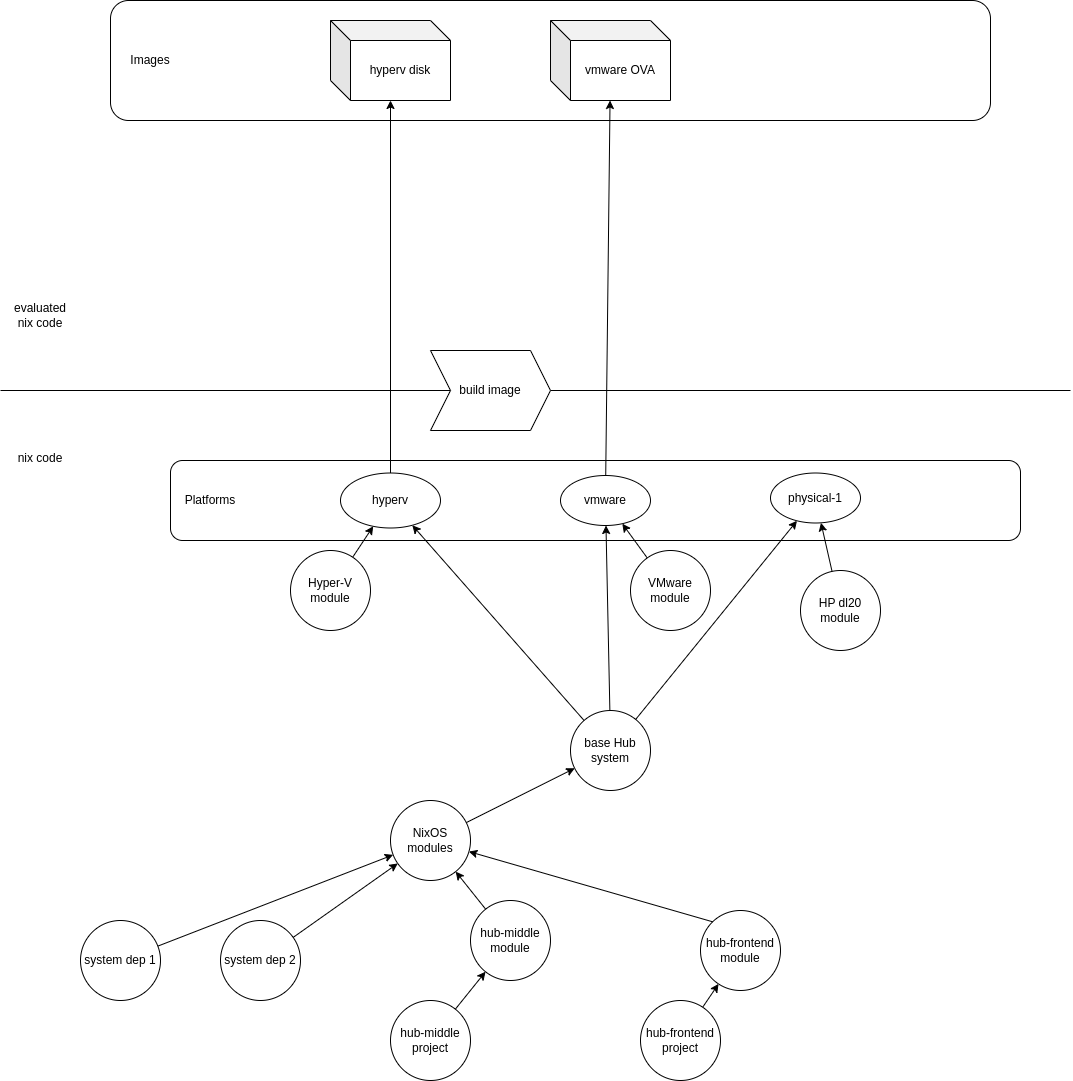 Images
hyperv disk
vmware OVA
evaluated
nix code
build image
nix code
Platforms
hyperv
vmware
physical-1
Hyper-V
module
VMware
module
HP dl20
module
base Hub
system
NixOS
modules
system dep 1
system dep 2
hub-middle
module
hub-frontend
module
hub-middle
project
hub-frontend
project